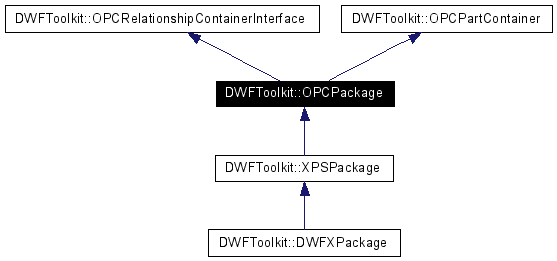 DWFToolkit::OPCRelationshipContainerInterface
DWFToolkit::OPCPartContainer
DWFToolkit::OPCPackage
DWFToolkit::XPSPackage
DWFToolkit::DWFXPackage